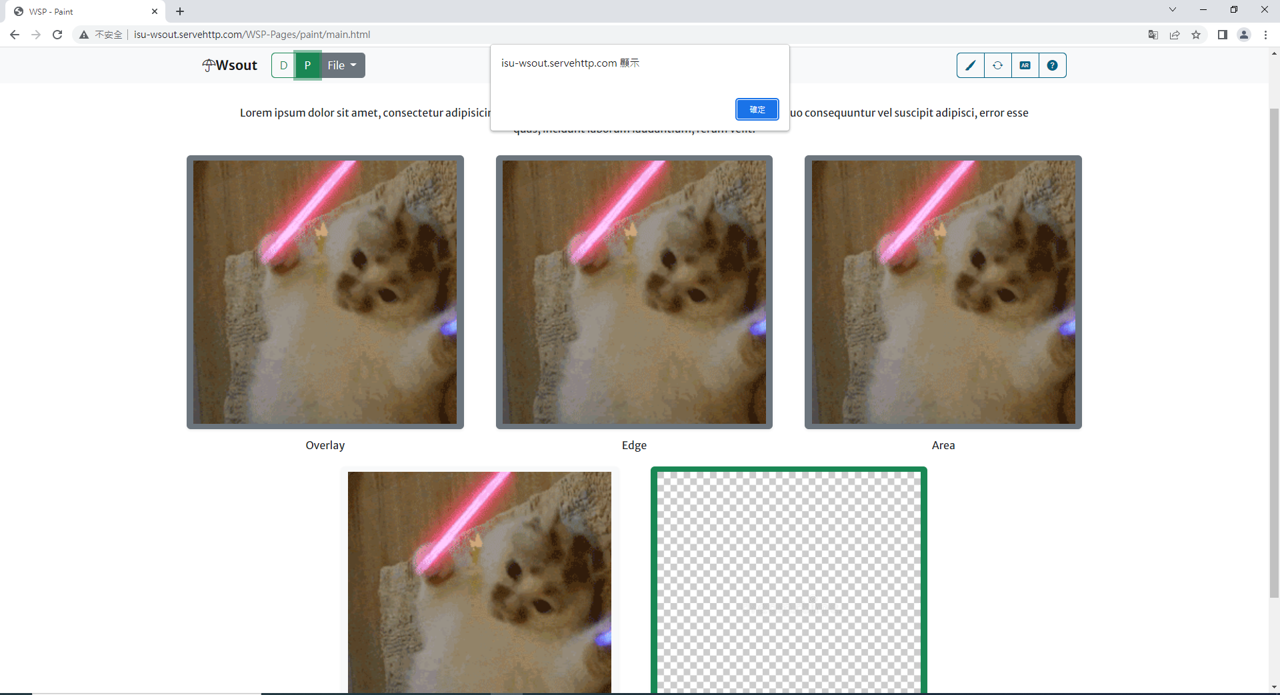 WSP - Paint
不安全 | isu-wsout.servehttp.com/WSP-Pages/paint/main.html
Wsout D P File AR ?
isu-wsout.servehttp.com 顯示
確定
Lorem ipsum dolor sit amet, consectetur adipisicin uo consequuntur vel suscipit adipisci, error esse
quas, incidunt laborum laudantium, rerum velit.
Overlay Edge Area